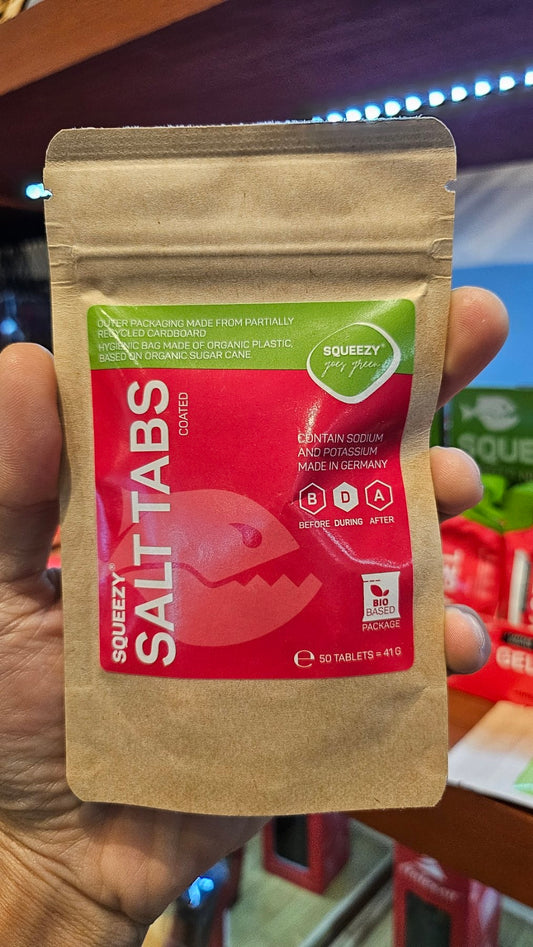 OUTER PACKAGING MADE FROM PARTIALLY
RECYCLED CARDBOARD
HYGIENIC BAG MADE OF ORGANIC PLASTIC,
BASED ON ORGANIC SUGAR CANE
SQUEEZY®
goes green
SQUEEZY®
SALT TABS
COATED
CONTAIN SODIUM
AND POTASSIUM
MADE IN GERMANY
B D A
BEFORE DURING AFTER
BIO
BASED
PACKAGE
℮ 50 TABLETS = 41 G
SQUE
GEL